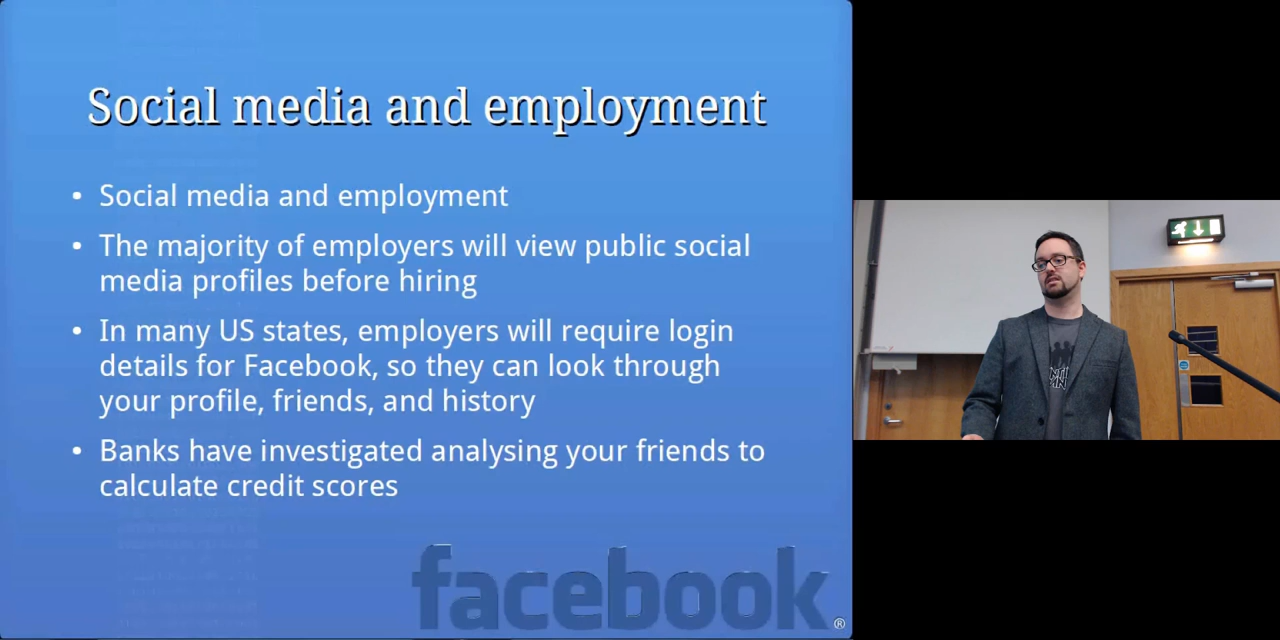 Social media and employment
• Social media and employment
• The majority of employers will view public social
media profiles before hiring
• In many US states, employers will require login
details for Facebook, so they can look through
your profile, friends, and history
• Banks have investigated analysing your friends to
calculate credit scores
facebook
®